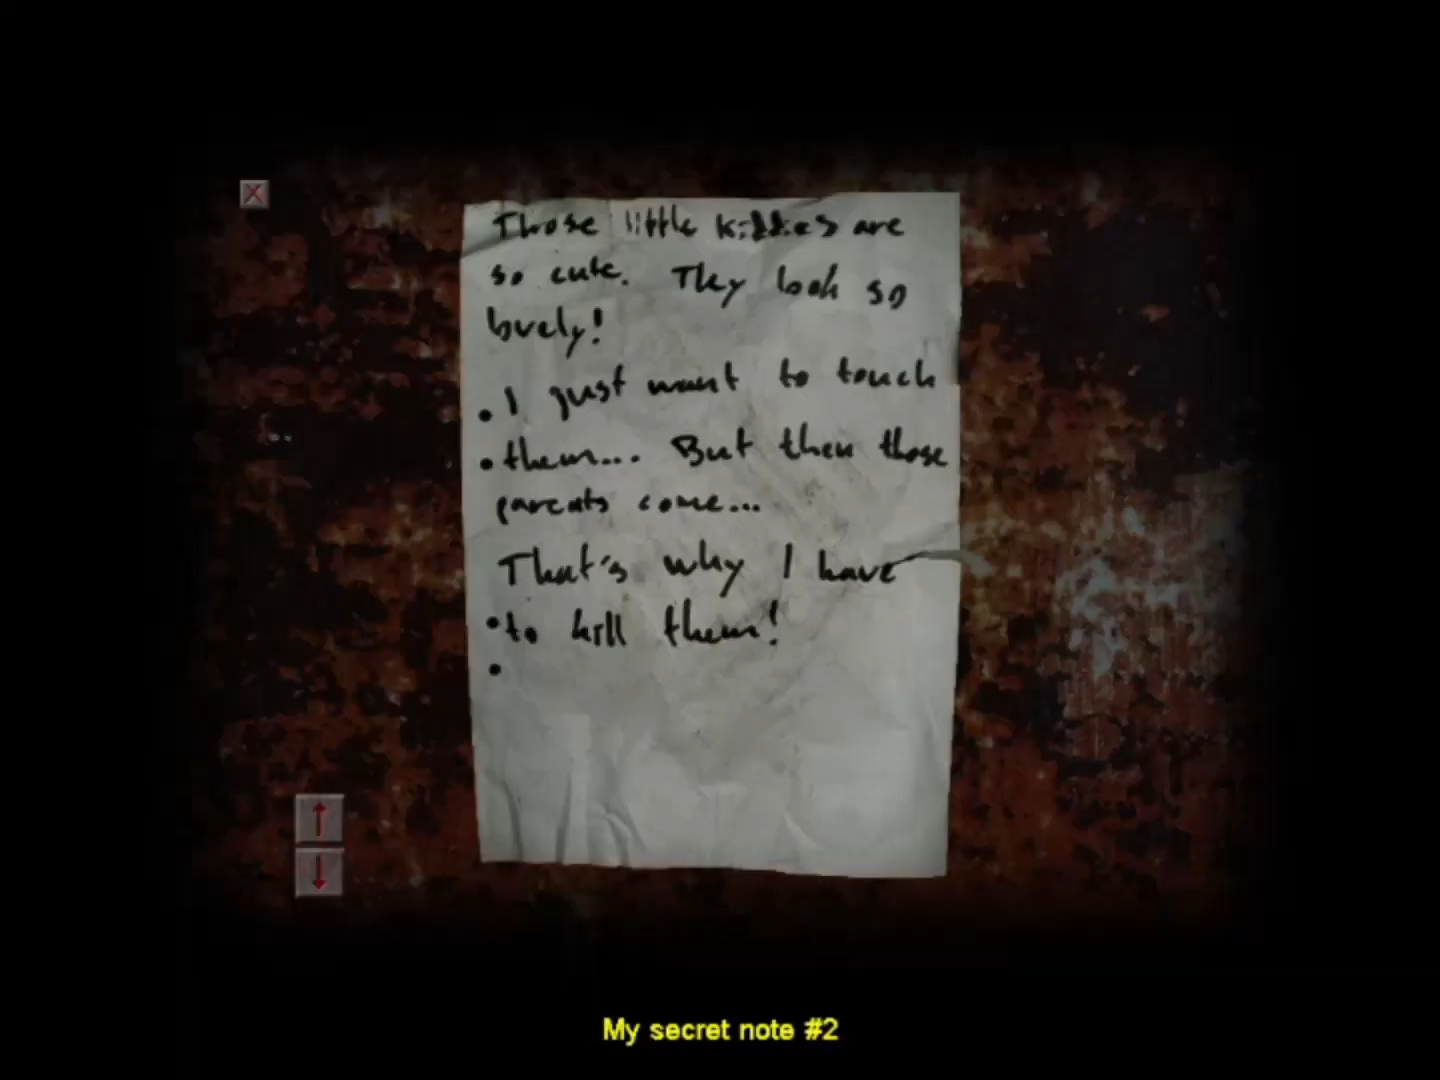 Those little kiddies are
so cute. They look so
lovely!
I just want to touch
them... But then those
parents come...
That's why I have
to kill them!
My secret note #2